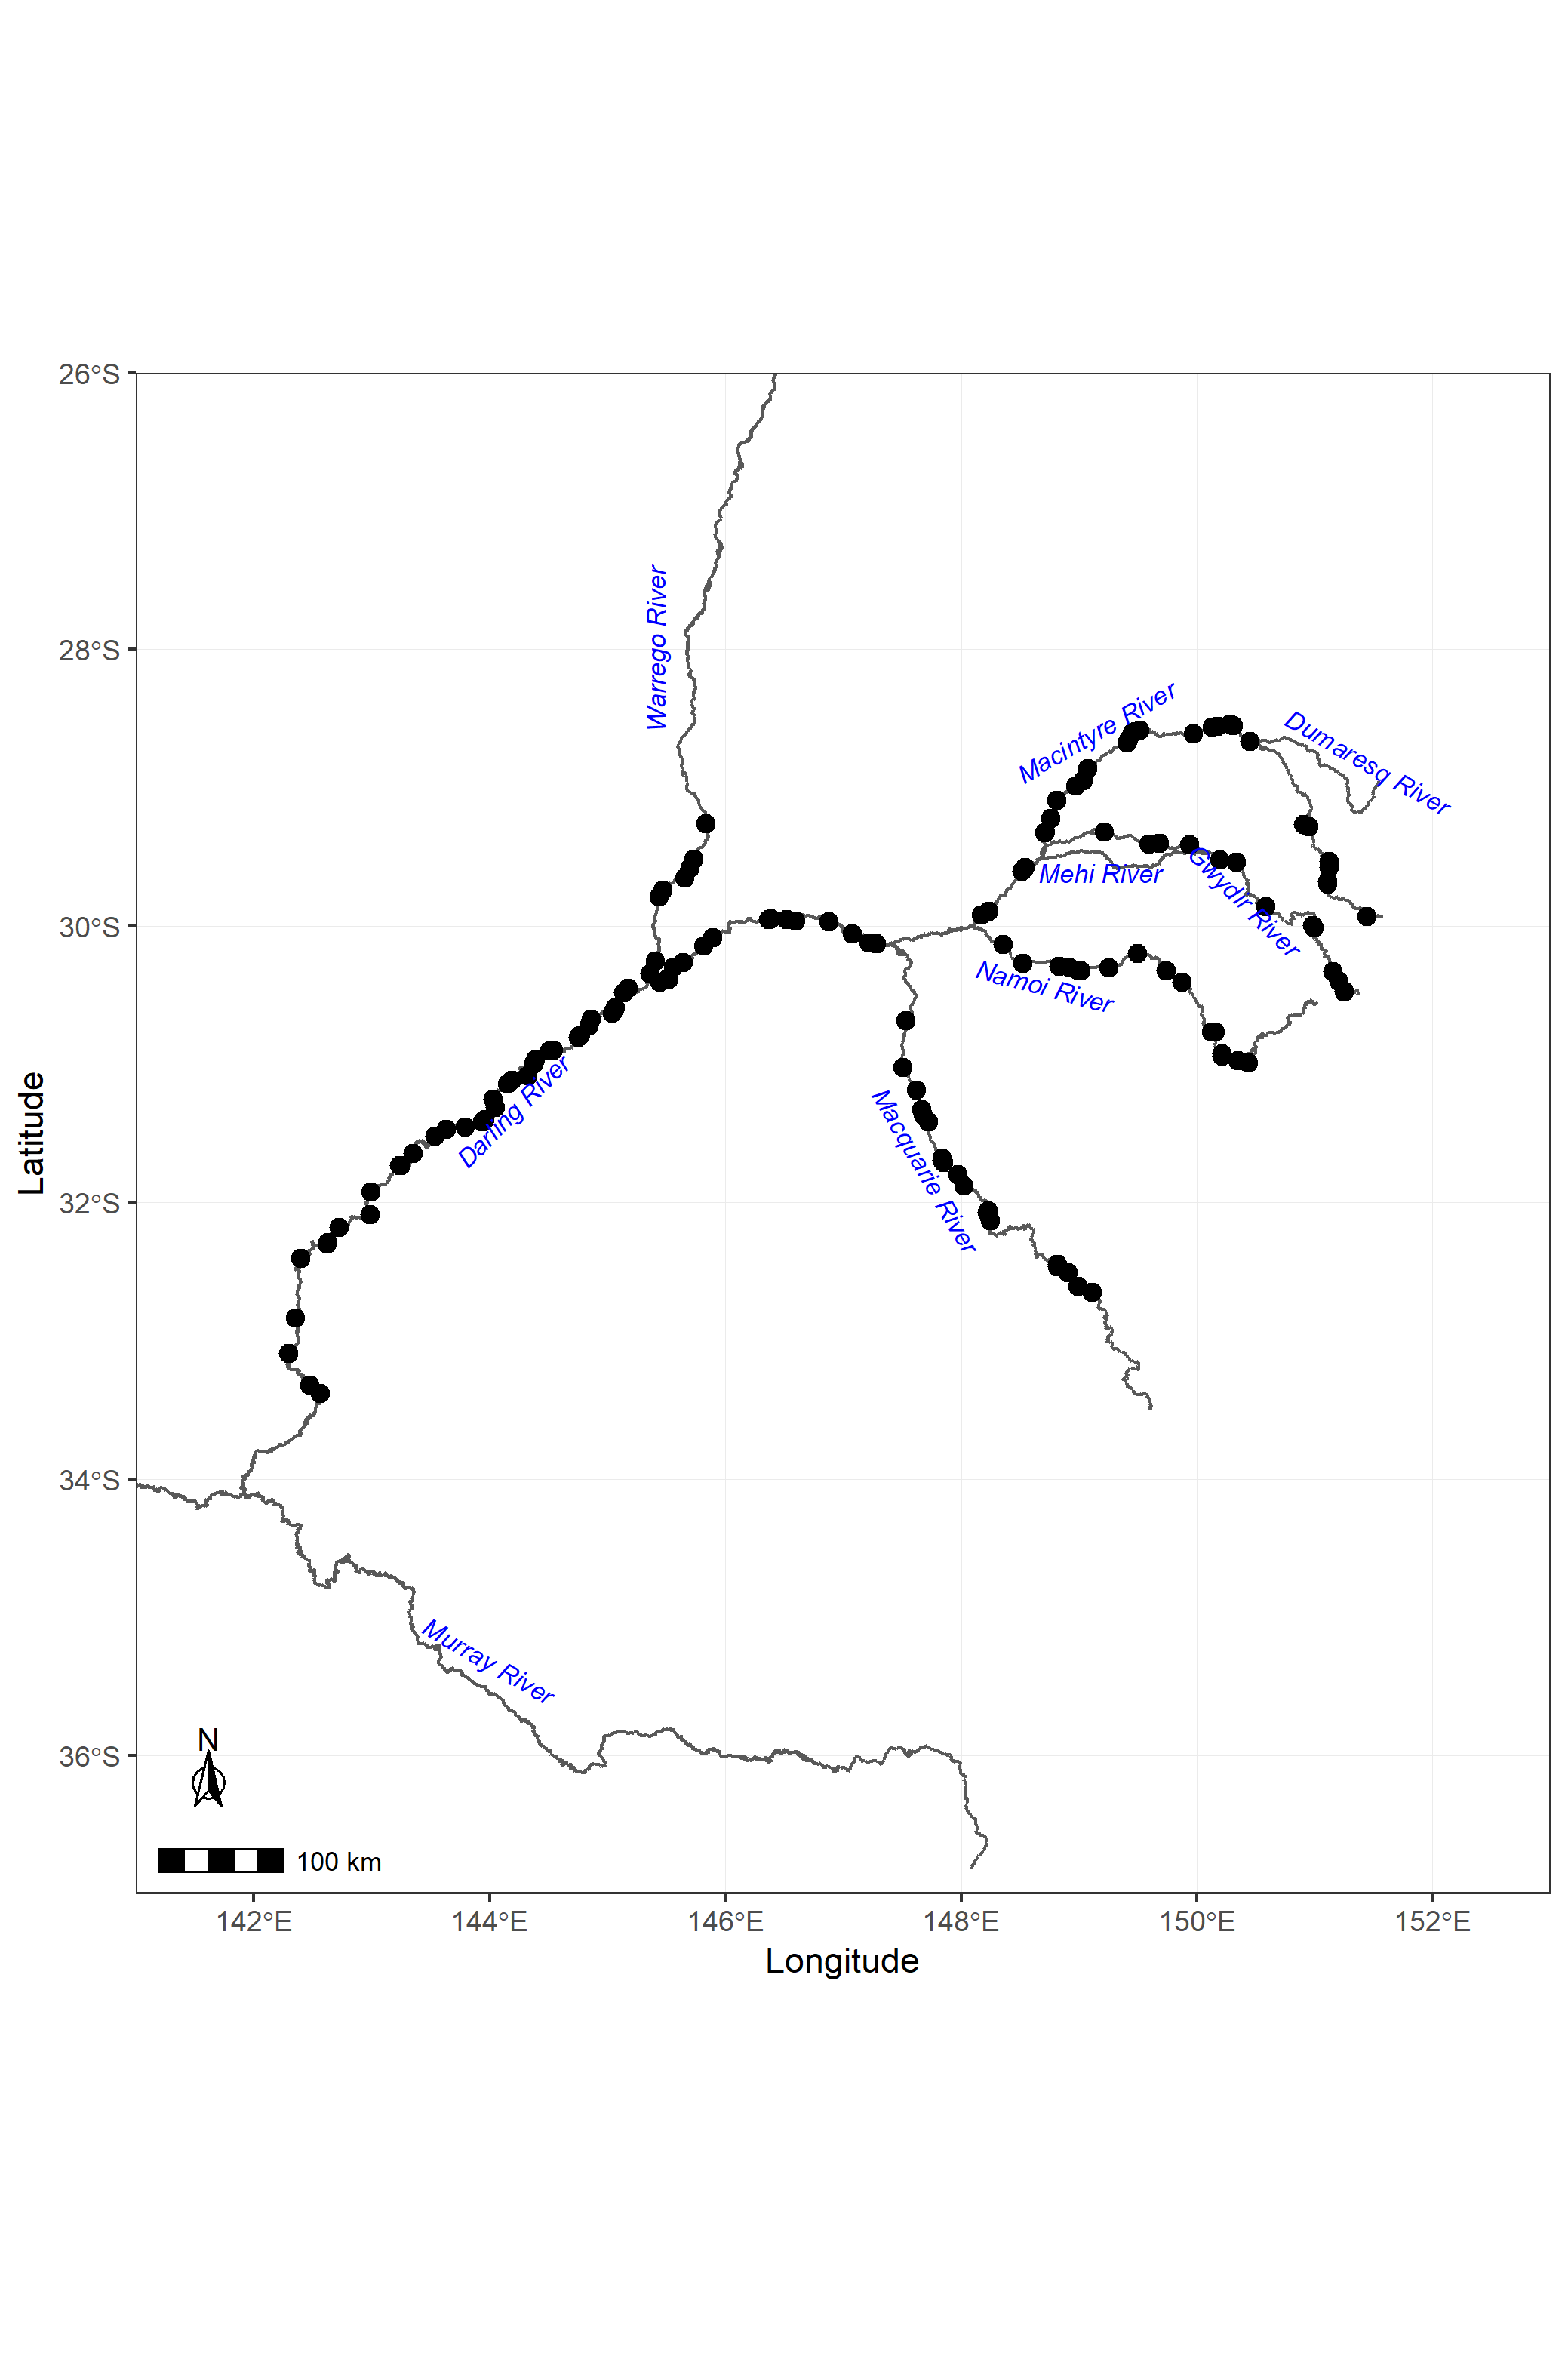 26°S
28°S
30°S
32°S
34°S
36°S
Latitude
Warrego River
Macintyre River
Dumaresq River
Mehi River
Gwydir River
Namoi River
Darling River
Macquarie River
Murray River
N
100 km
142°E 144°E 146°E 148°E 150°E 152°E
Longitude